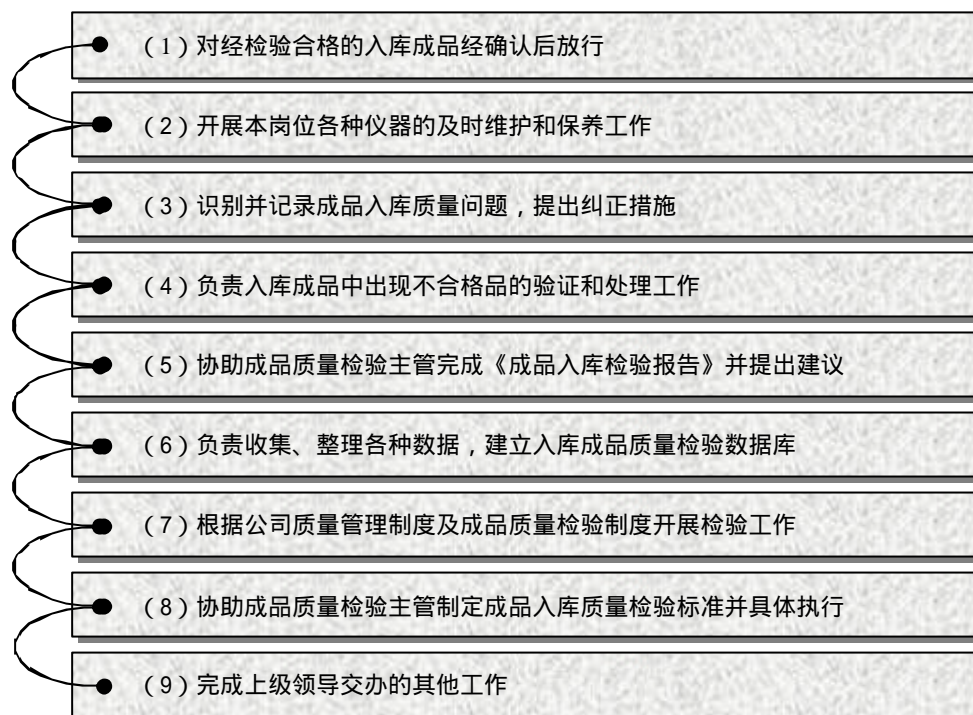 （1）对经检验合格的入库成品经确认后放行
（2）开展本岗位各种仪器的及时维护和保养工作
（3）识别并记录成品入库质量问题，提出纠正措施
（4）负责入库成品中出现不合格品的验证和处理工作
（5）协助成品质量检验主管完成《成品入库检验报告》并提出建议
（6）负责收集、整理各种数据，建立入库成品质量检验数据库
（7）根据公司质量管理制度及成品质量检验制度开展检验工作
（8）协助成品质量检验主管制定成品入库质量检验标准并具体执行
（9）完成上级领导交办的其他工作